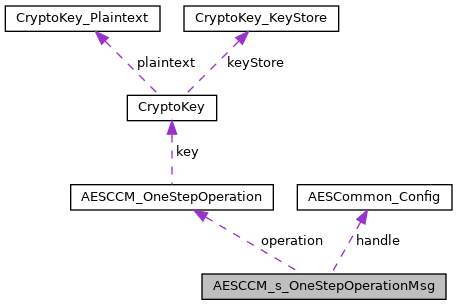 CryptoKey_Plaintext
CryptoKey_KeyStore
plaintext
keyStore
CryptoKey
key
AESCCM_OneStepOperation
AESCommon_Config
operation
handle
AESCCM_s_OneStepOperationMsg